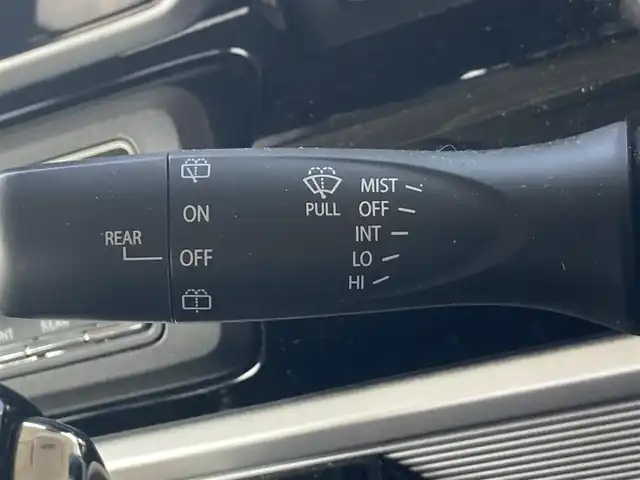 MIST
ON
OFF
PULL
INT
REAR
OFF
LO
HI